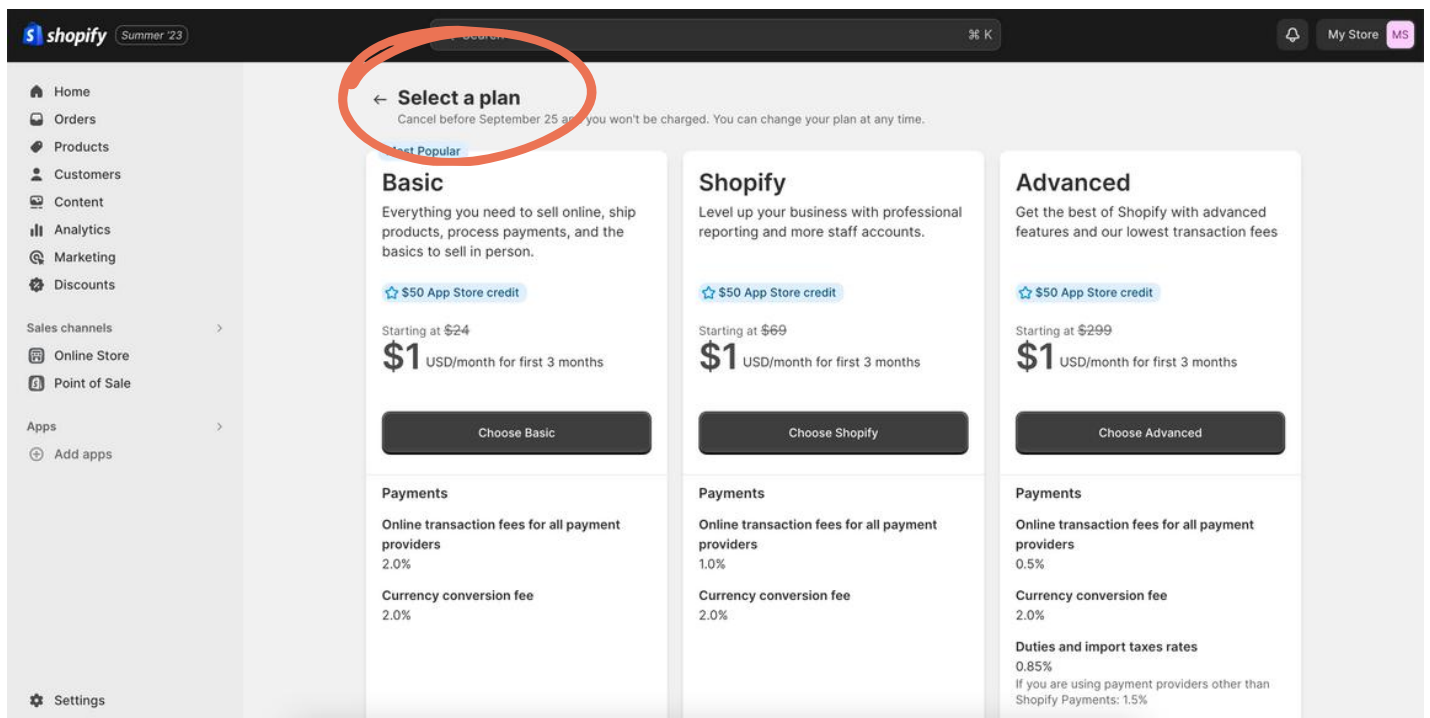 shopify Summer '23
Search ⌘ K
My Store MS
Home
Orders
Products
Customers
Content
Analytics
Marketing
Discounts
Sales channels
Online Store
Point of Sale
Apps
Add apps
Settings
← Select a plan
Cancel before September 25 and you won't be charged. You can change your plan at any time.
Most Popular
Basic
Everything you need to sell online, ship
products, process payments, and the
basics to sell in person.
$50 App Store credit
Starting at $24
$1 USD/month for first 3 months
Choose Basic
Payments
Online transaction fees for all payment
providers
2.0%
Currency conversion fee
2.0%
Shopify
Level up your business with professional
reporting and more staff accounts.
$50 App Store credit
Starting at $69
$1 USD/month for first 3 months
Choose Shopify
Payments
Online transaction fees for all payment
providers
1.0%
Currency conversion fee
2.0%
Advanced
Get the best of Shopify with advanced
features and our lowest transaction fees
$50 App Store credit
Starting at $299
$1 USD/month for first 3 months
Choose Advanced
Payments
Online transaction fees for all payment
providers
0.5%
Currency conversion fee
2.0%
Duties and import taxes rates
0.85%
If you are using payment providers other than
Shopify Payments: 1.5%